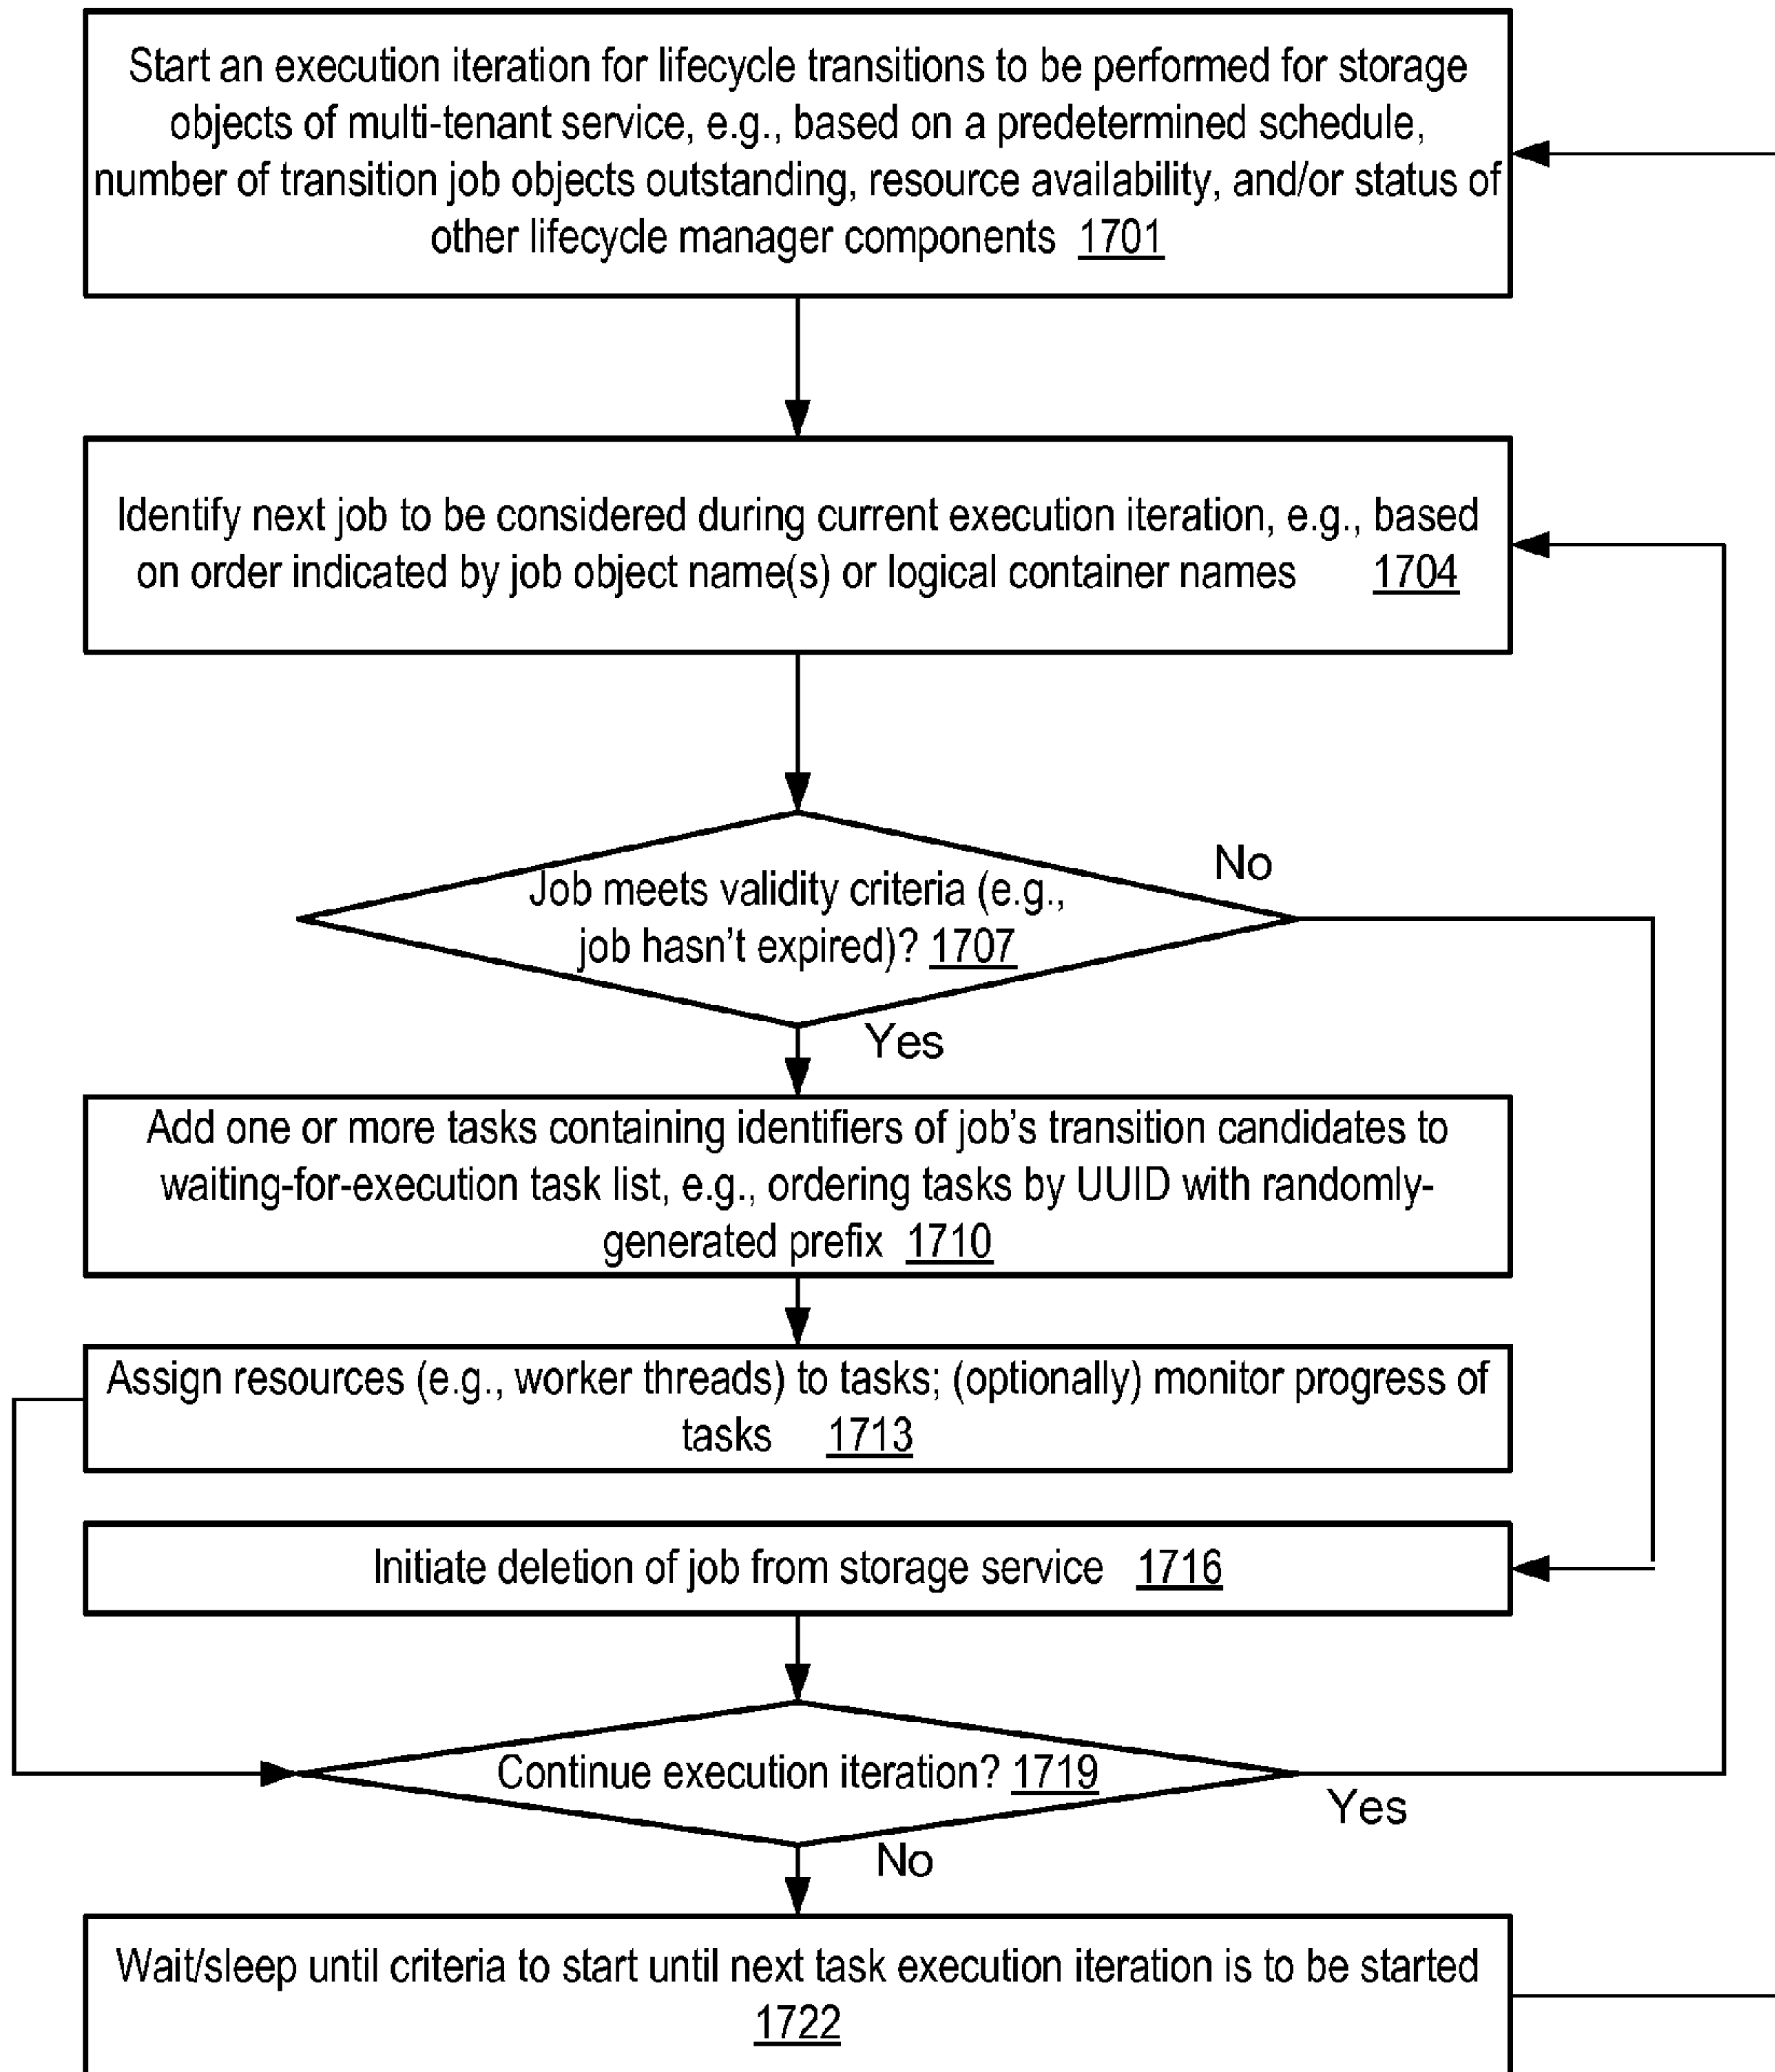 Start an execution iteration for lifecycle transitions to be performed for storage
objects of multi-tenant service, e.g., based on a predetermined schedule,
number of transition job objects outstanding, resource availability, and/or status of
other lifecycle manager components 1701
Identify next job to be considered during current execution iteration, e.g., based
on order indicated by job object name(s) or logical container names 1704
No
Job meets validity criteria (e.g.,
job hasn't expired)? 1707
Yes
Add one or more tasks containing identifiers of job's transition candidates to
waiting-for-execution task list, e.g., ordering tasks by UUID with randomly-
generated prefix 1710
Assign resources (e.g., worker threads) to tasks; (optionally) monitor progress of
tasks 1713
Initiate deletion of job from storage service 1716
Continue execution iteration? 1719
Yes
No
Wait/sleep until criteria to start until next task execution iteration is to be started
1722